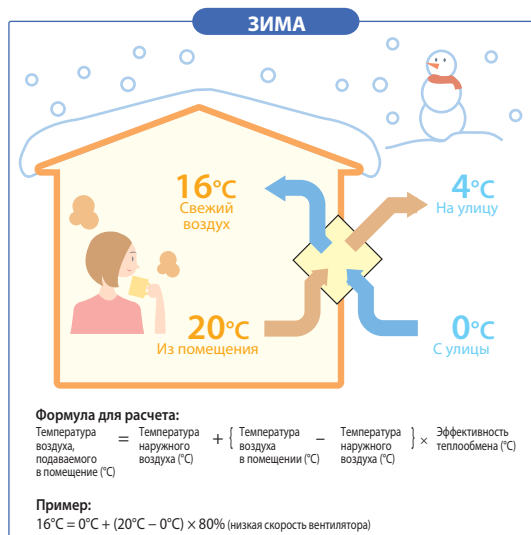 ЗИМА
16°C
Свежий
воздух
4°C
На улицу
20°C
Из помещения
0°C
С улицы
Формула для расчета:
Температура воздуха, подаваемого в помещение (°C) = Температура наружного воздуха (°C) + { Температура воздуха в помещении (°C) − Температура наружного воздуха (°C) } × Эффективность теплообмена (°C)
Пример:
16°C = 0°C + (20°C – 0°C) × 80% (низкая скорость вентилятора)